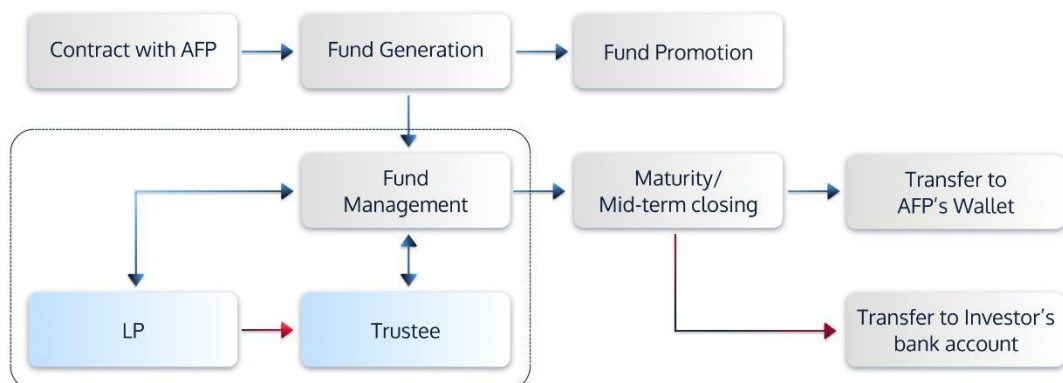 Contract with AFP
Fund Generation
Fund Promotion
Fund
Management
Maturity/
Mid-term closing
Transfer to
AFP's Wallet
LP
Trustee
Transfer to Investor's
bank account